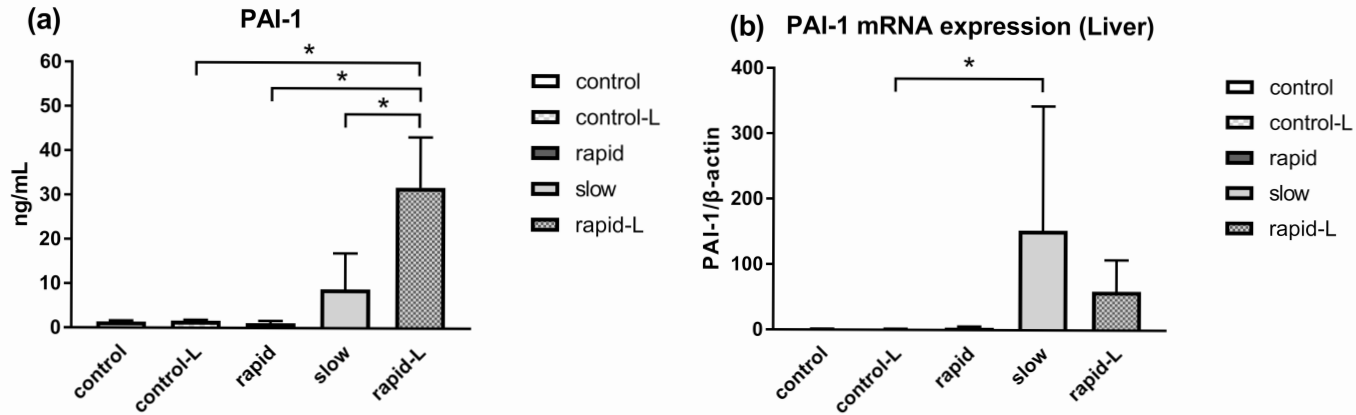 (a)
PAI-1
*
*
*
60
50
40
30
20
10
0
ng/mL
control
control-L
rapid
slow
rapid-L
control
control-L
rapid
slow
rapid-L
(b)
PAI-1 mRNA expression (Liver)
*
400
300
200
100
0
PAI-1/β-actin
control
control-L
rapid
slow
rapid-L
control
control-L
rapid
slow
rapid-L